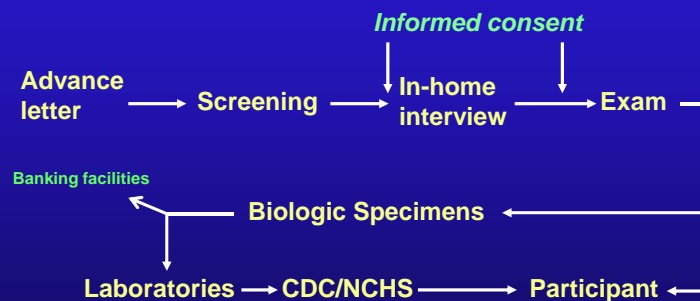 Informed consent
Advance
letter
Screening
In-home
interview
Exam
Banking facilities
Biologic Specimens
Laboratories
CDC/NCHS
Participant